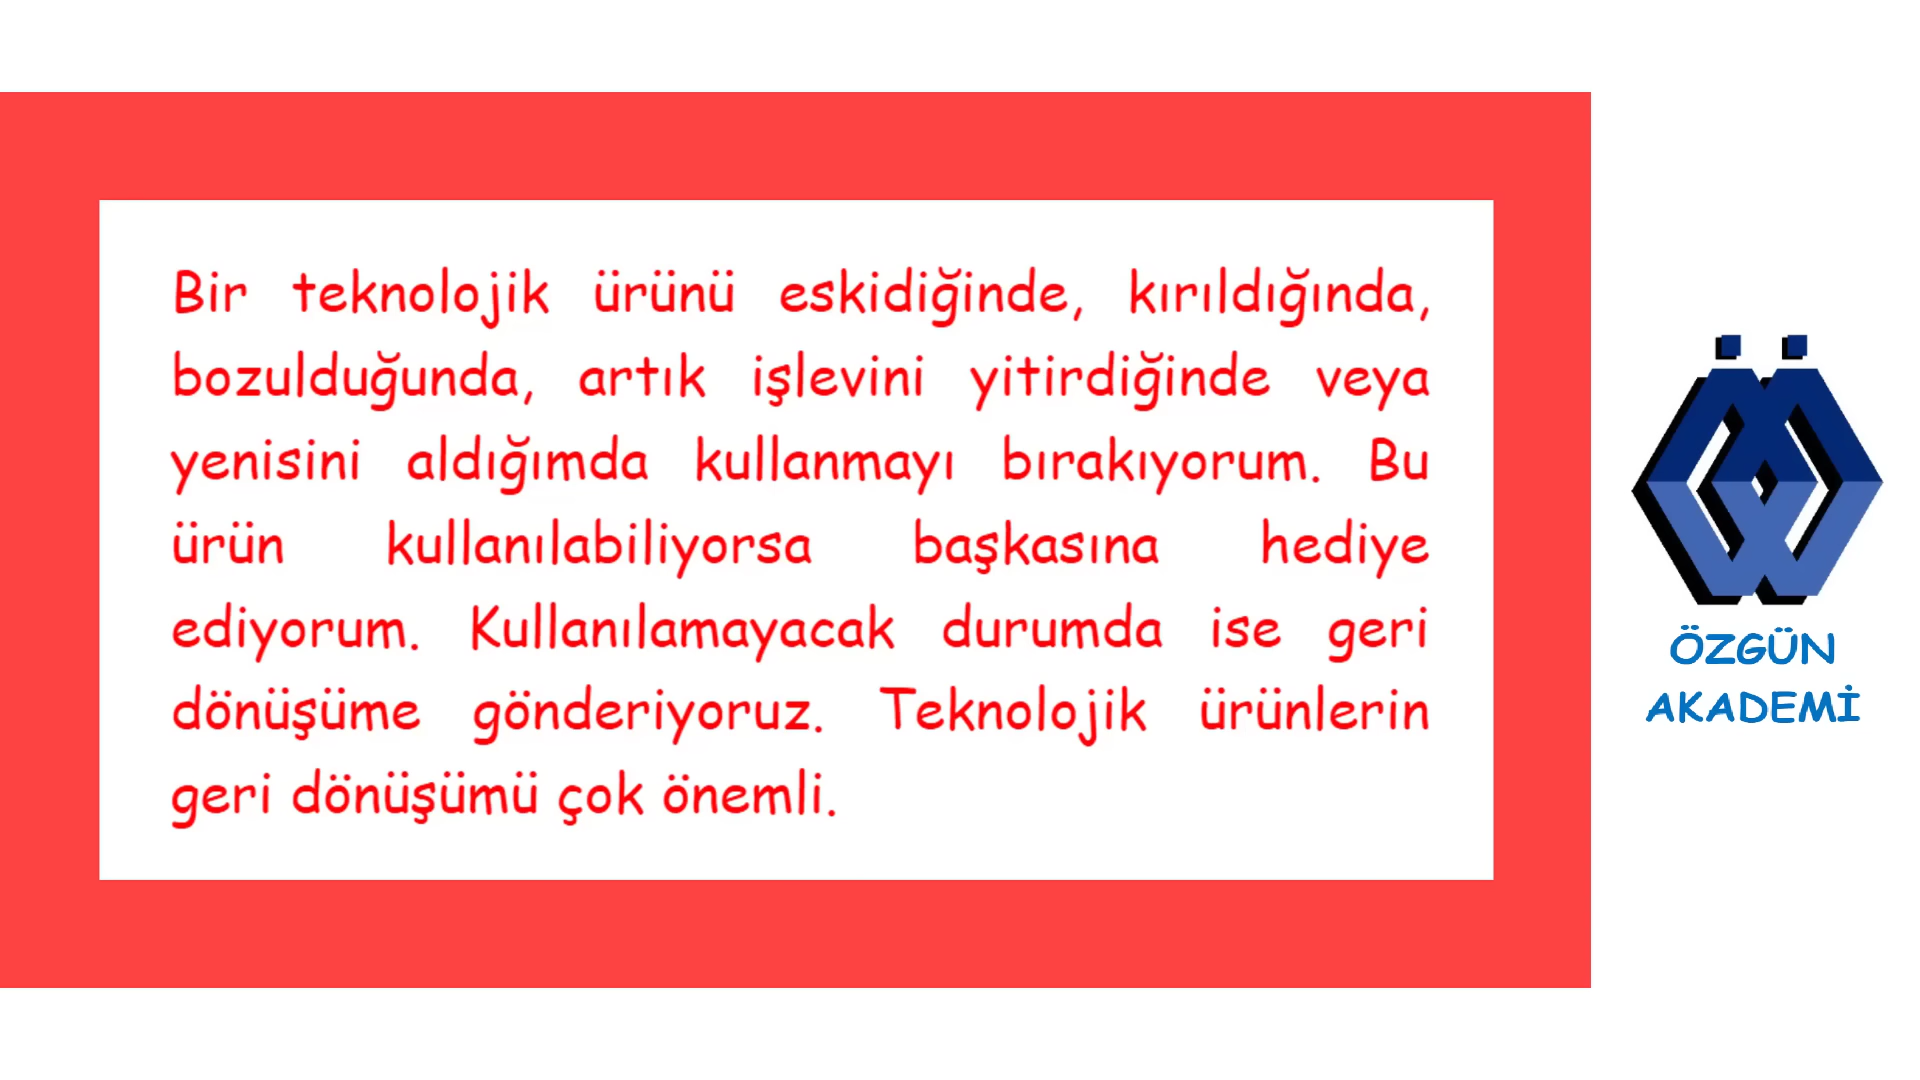 Bir teknolojik ürünü eskidiğinde, kırıldığında,
bozulduğunda, artık işlevini yitirdiğinde veya
yenisini aldığımda kullanmayı bırakıyorum. Bu
ürün kullanılabiliyorsa başkasına hediye
ediyorum. Kullanılamayacak durumda ise geri
dönüşüme gönderiyoruz. Teknolojik ürünlerin
geri dönüşümü çok önemli.
ÖZGÜN
AKADEMİ